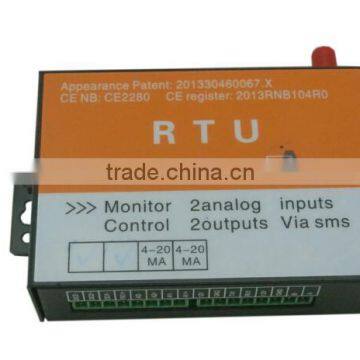 Appearance Patent: 201330460067.X
CE NB: CE2280 CE register: 2013RNB104R0
R T U
trade.china.cn
>>> Monitor 2analog inputs
Control 2outputs Via sms
4-20 4-20
MA MA